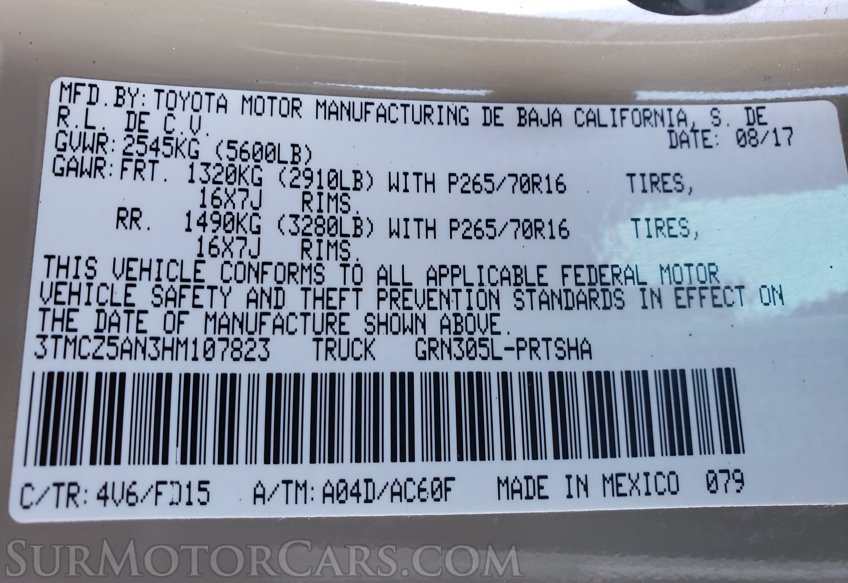 MFD. BY: TOYOTA MOTOR MANUFACTURING DE BAJA CALIFORNIA, S. DE
R.L. DE C.V. DATE: 08/17
GVWR: 2545KG (5600LB)
GAWR: FRT. 1320KG (2910LB) WITH P265/70R16 TIRES,
16X7J RIMS.
RR. 1490KG (3280LB) WITH P265/70R16 TIRES,
16X7J RIMS.
THIS VEHICLE CONFORMS TO ALL APPLICABLE FEDERAL MOTOR
VEHICLE SAFETY AND THEFT PREVENTION STANDARDS IN EFFECT ON
THE DATE OF MANUFACTURE SHOWN ABOVE.
3TMCZ5AN3HM107823 TRUCK GRN305L-PRTSHA
C/TR: 4V6/FD15 A/TM: A04D/AC60F MADE IN MEXICO 079
SURMOTORCARS.COM